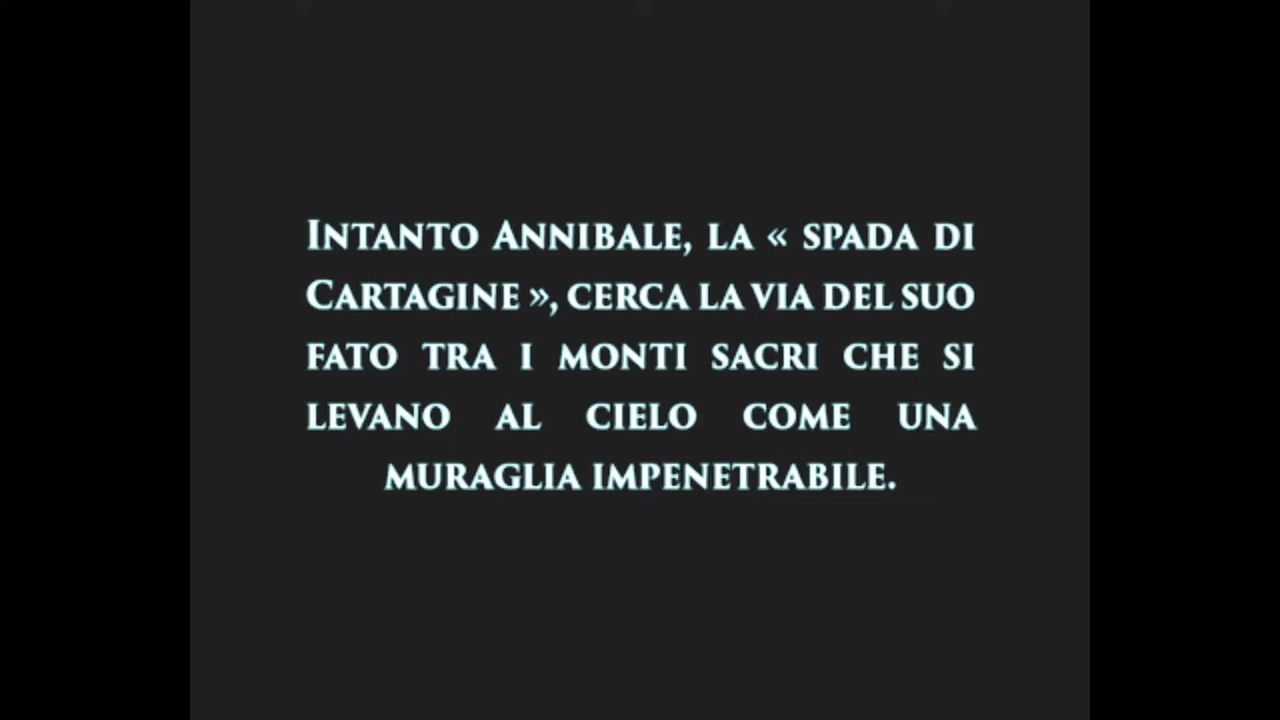 Intanto Annibale, la « spada di
Cartagine », cerca la via del suo
fato tra i monti sacri che si
levano al cielo come una
muraglia impenetrabile.